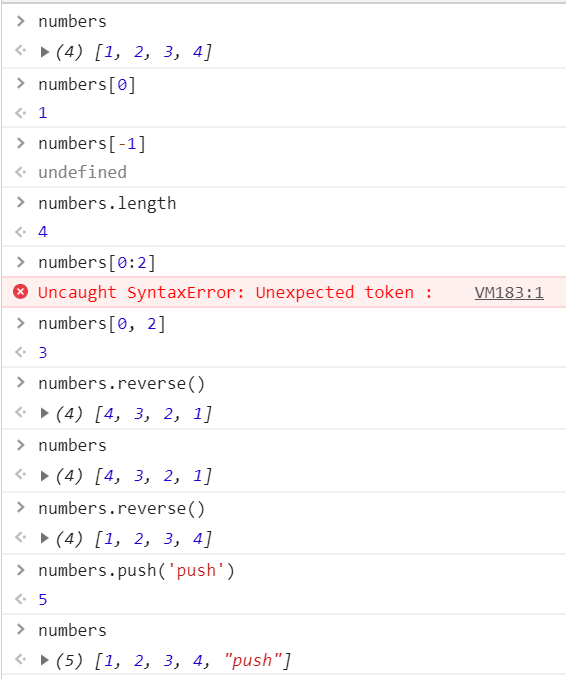 numbers
(4) [1, 2, 3, 4]
numbers[0]
1
numbers[-1]
undefined
numbers.length
4
numbers[0:2]
Uncaught SyntaxError: Unexpected token : VM183:1
numbers[0, 2]
3
numbers.reverse()
(4) [4, 3, 2, 1]
numbers
(4) [4, 3, 2, 1]
numbers.reverse()
(4) [1, 2, 3, 4]
numbers.push('push')
5
numbers
(5) [1, 2, 3, 4, "push"]